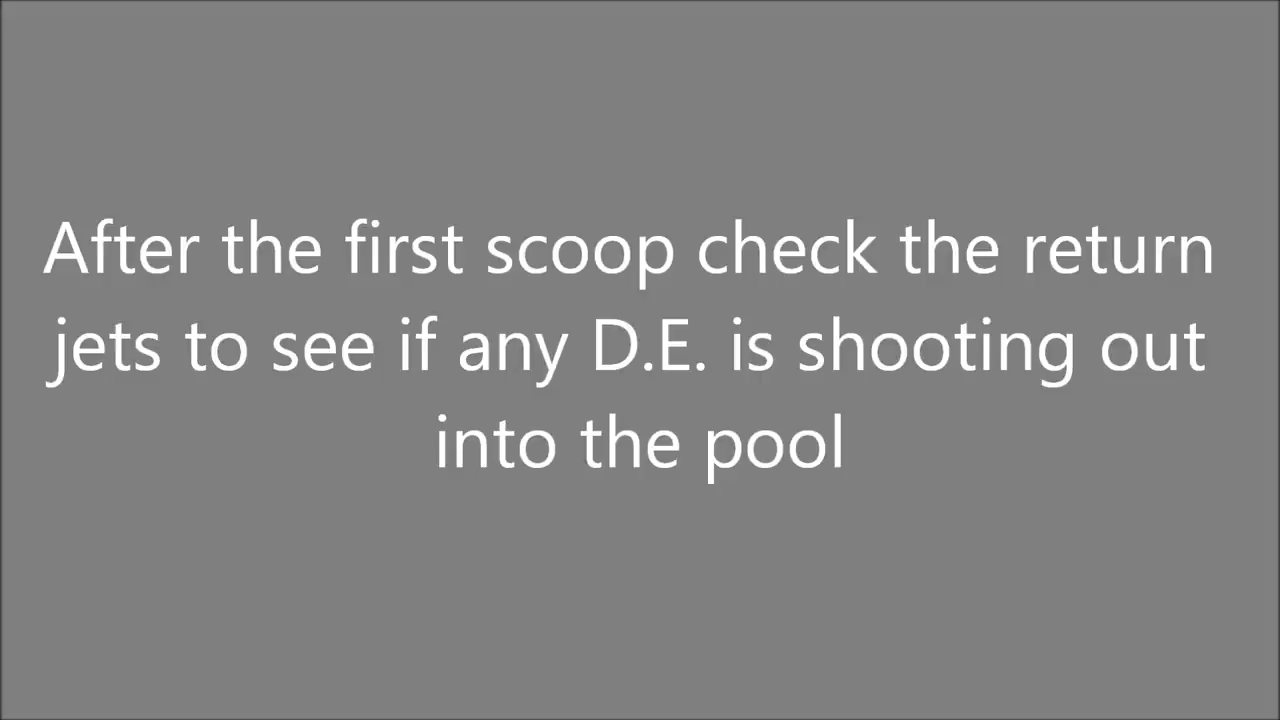 After the first scoop check the return
jets to see if any D.E. is shooting out
into the pool